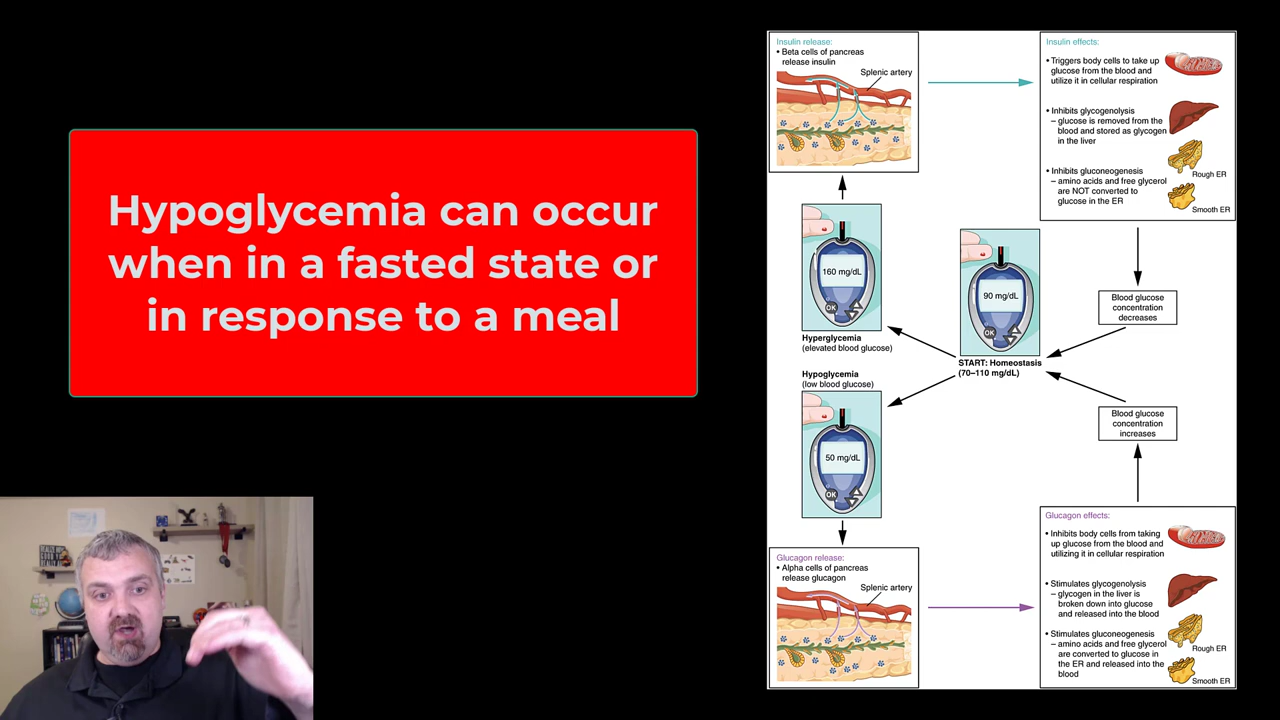 Hypoglycemia can occur
when in a fasted state or
in response to a meal
Insulin release:
• Beta cells of pancreas
release insulin
Splenic artery
Insulin effects:
• Triggers body cells to take up
glucose from the blood and
utilize it in cellular respiration
• Inhibits glycogenolysis
– glucose is removed from the
blood and stored as glycogen
in the liver
• Inhibits gluconeogenesis
– amino acids and free glycerol
are NOT converted to
glucose in the ER
Rough ER
Smooth ER
160 mg/dL
OK
Hyperglycemia
(elevated blood glucose)
90 mg/dL
OK
START: Homeostasis
(70–110 mg/dL)
Blood glucose
concentration
decreases
Hypoglycemia
(low blood glucose)
50 mg/dL
OK
Blood glucose
concentration
increases
Glucagon release:
• Alpha cells of pancreas
release glucagon
Splenic artery
Glucagon effects:
• Inhibits body cells from taking
up glucose from the blood and
utilizing it in cellular respiration
• Stimulates glycogenolysis
– glycogen in the liver is
broken down into glucose
and released into the blood
• Stimulates gluconeogenesis
– amino acids and free glycerol
are converted to glucose in
the ER and released into the
blood
Rough ER
Smooth ER